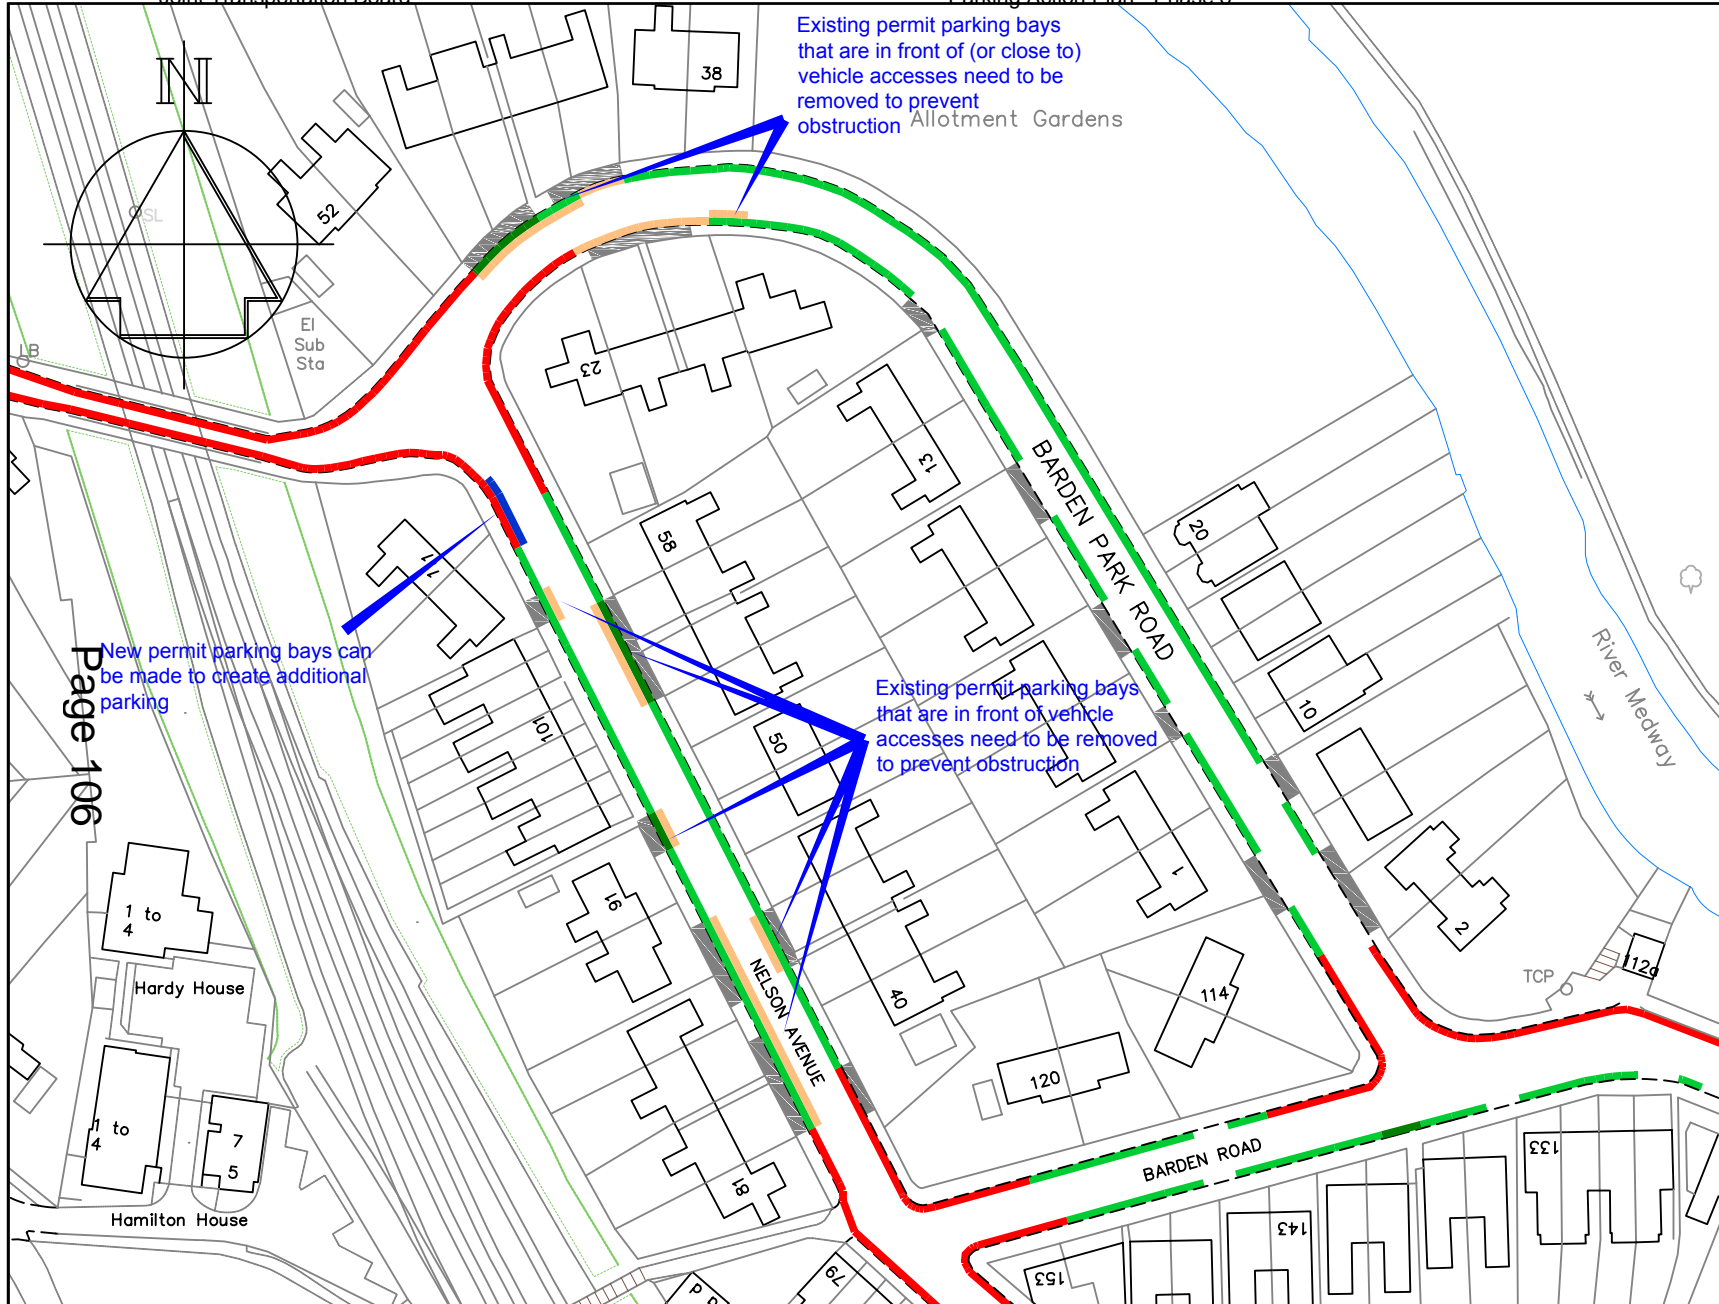 Existing permit parking bays
that are in front of (or close to)
vehicle accesses need to be
removed to prevent
obstruction
Allotment Gardens
N
38
52
SL
El
Sub
Sta
LB
23
13
58
11
New permit parking bays can
be made to create additional
parking
Page 106
101
50
Existing permit parking bays
that are in front of vehicle
accesses need to be removed
to prevent obstruction
BARDEN PARK ROAD
20
10
River Medway
1
2
91
40
NELSON AVENUE
114
120
112a
TCP
1 to
4
Hardy House
1 to
4
7
5
Hamilton House
81
BARDEN ROAD
133
143
153
79